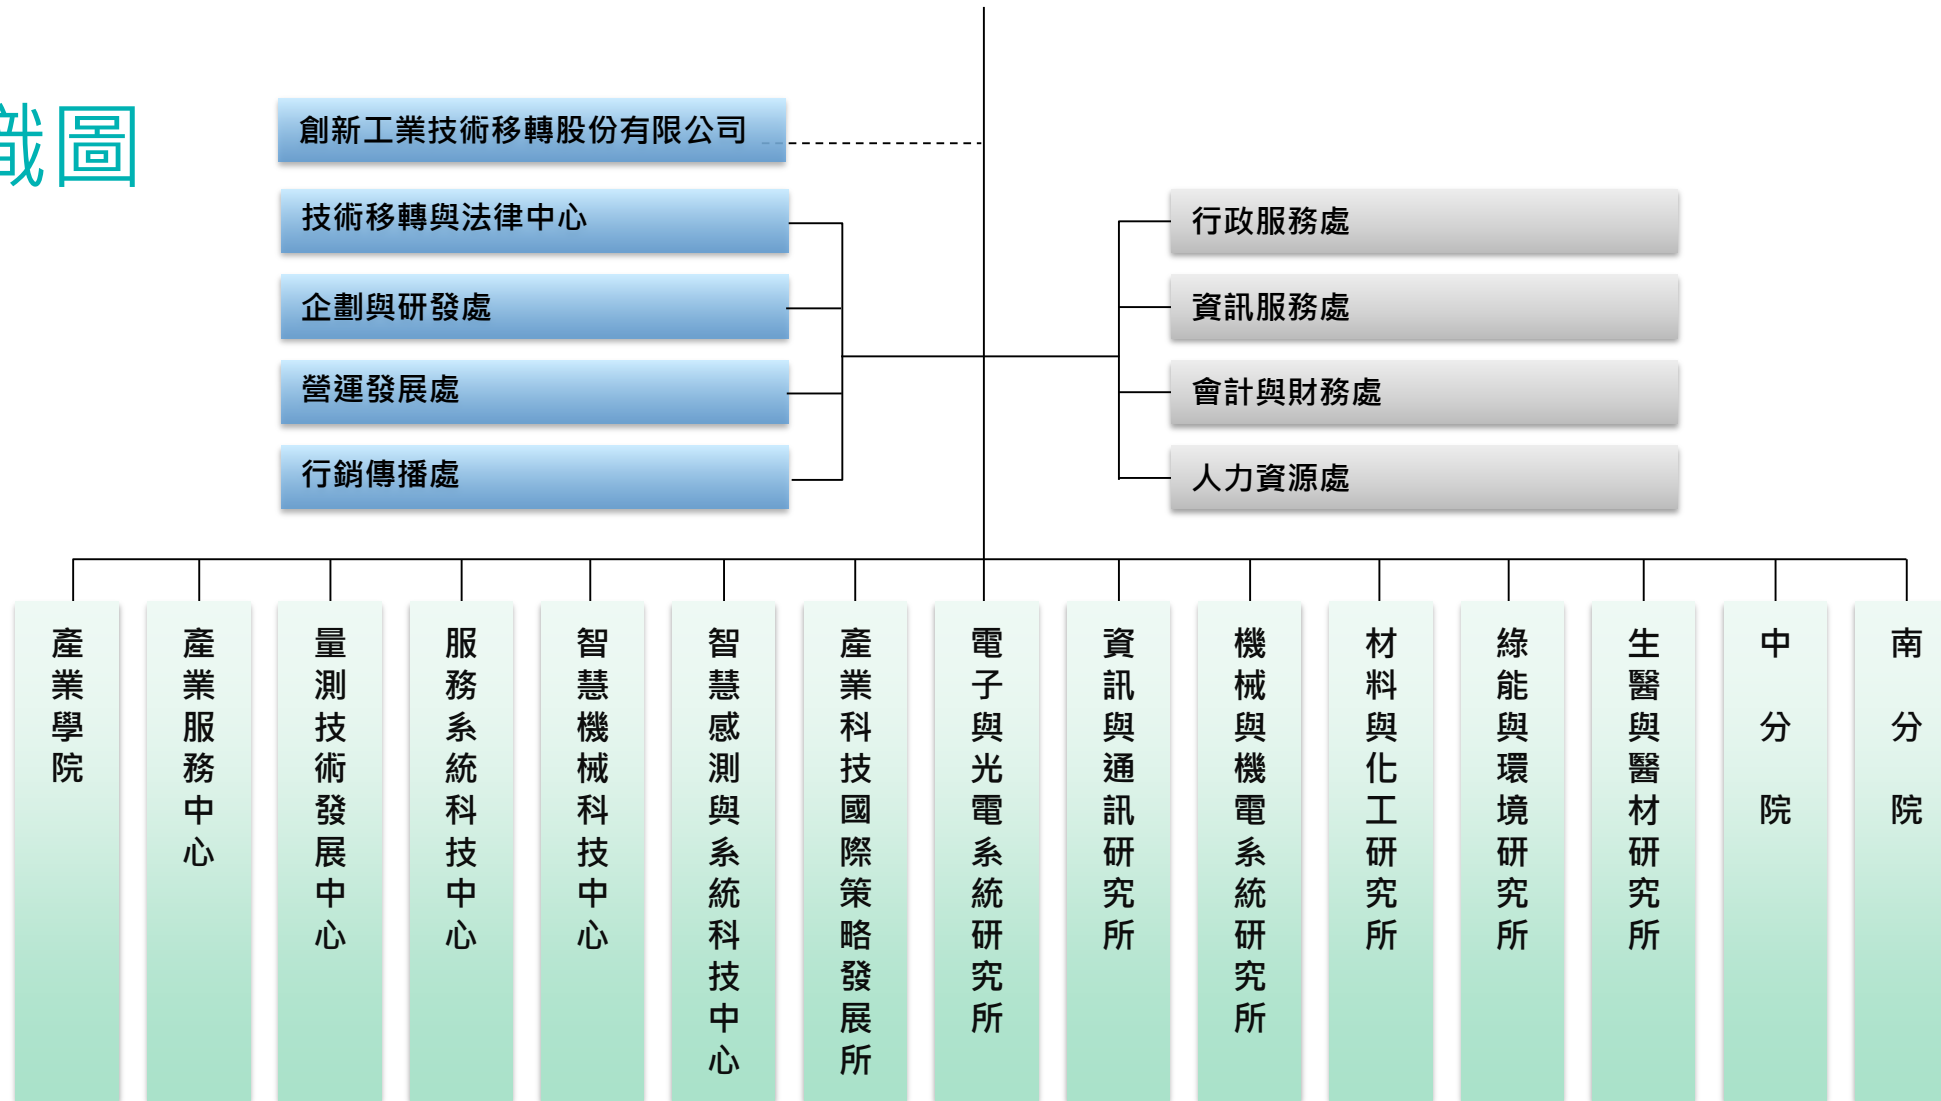 織圖
創新工業技術移轉股份有限公司
技術移轉與法律中心
企劃與研發處
營運發展處
行銷傳播處
行政服務處
資訊服務處
會計與財務處
人力資源處
產業學院
產業服務中心
量測技術發展中心
服務系統科技中心
智慧機械科技中心
智慧感測與系統科技中心
產業科技國際策略發展所
電子與光電系統研究所
資訊與通訊研究所
機械與機電系統研究所
材料與化工研究所
綠能與環境研究所
生醫與醫材研究所
中分院
南分院